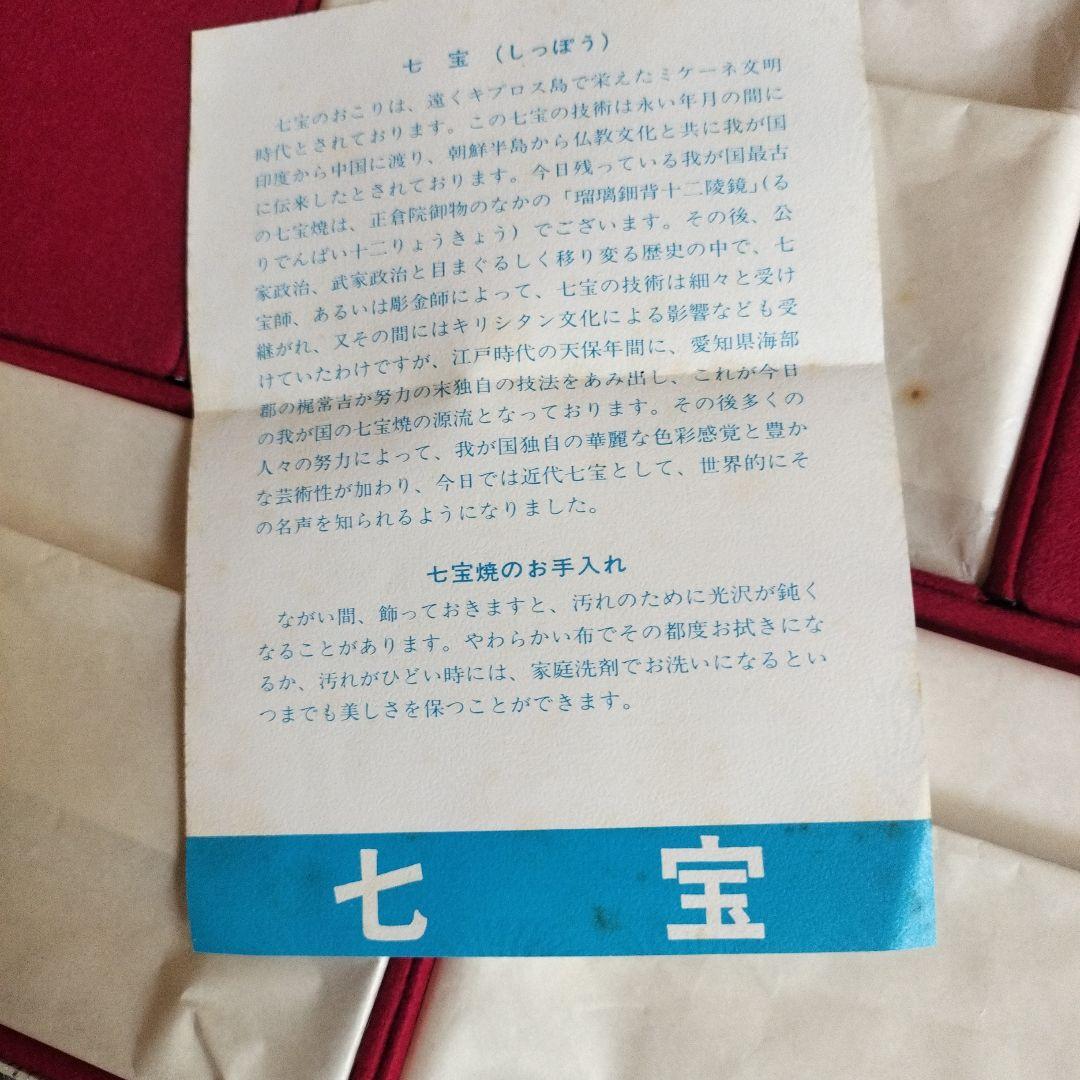 七 宝 (しっぽう)
七宝のおこりは、遠くキプロス島で栄えたミケーネ文明
時代とされております。この七宝の技術は永い年月の間に
印度から中国に渡り、朝鮮半島から仏教文化と共に我が国
に伝来したとされております。今日残っている我が国最古
の七宝焼は、正倉院御物のなかの「瑠璃鈿背十二陵鏡」(る
りでんばい十二りょうきょう) でございます。その後、公
家政治、武家政治と目まぐるしく移り変る歴史の中で、七
宝師、あるいは彫金師によって、七宝の技術は細々と受け
継がれ、又その間にはキリシタン文化による影響なども受
けていたわけですが、江戸時代の天保年間に、愛知県海部
郡の梶常吉が努力の末独自の技法をあみ出し、これが今日
の我が国の七宝焼の源流となっております。その後多くの
人々の努力によって、我が国独自の華麗な色彩感覚と豊か
な芸術性が加わり、今日では近代七宝として、世界的にそ
の名声を知られるようになりました。
七宝焼のお手入れ
ながい間、飾っておきますと、汚れのために光沢が鈍く
なることがあります。やわらかい布でその都度お拭きにな
るか、汚れがひどい時には、家庭洗剤でお洗いになるとい
つまでも美しさを保つことができます。
七 宝